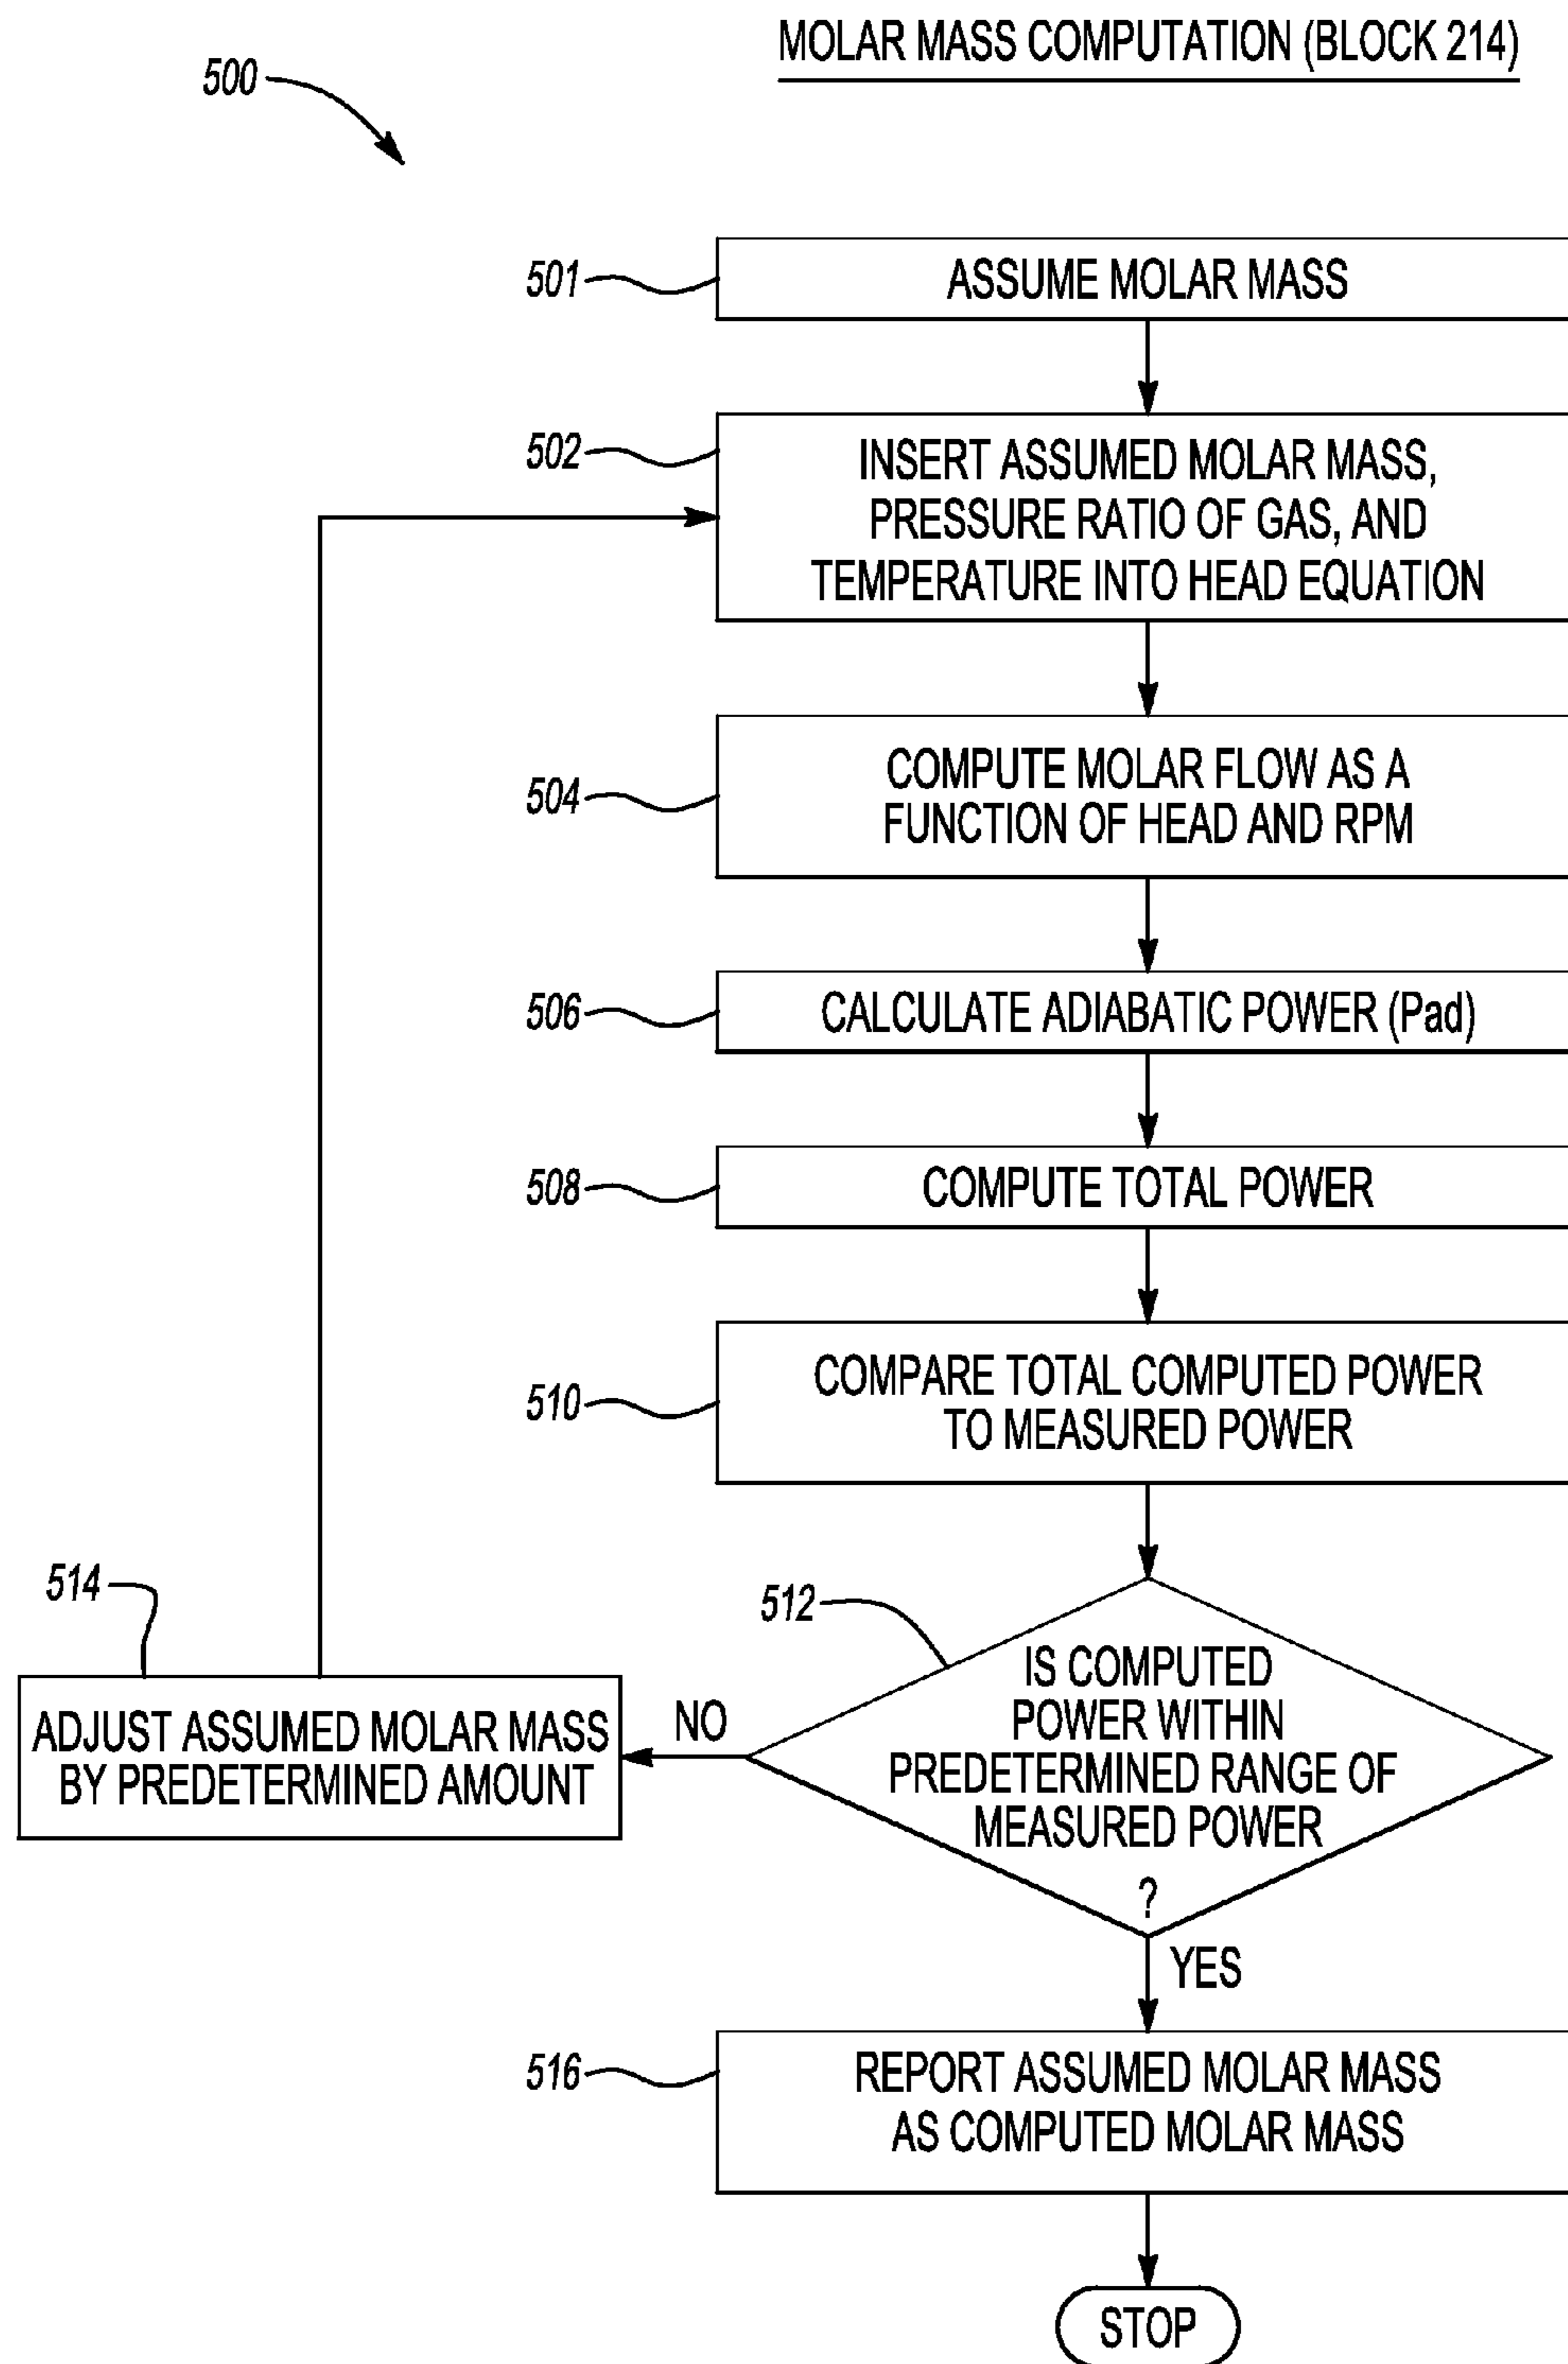 MOLAR MASS COMPUTATION (BLOCK 214)
500
501
ASSUME MOLAR MASS
502
INSERT ASSUMED MOLAR MASS,
PRESSURE RATIO OF GAS, AND
TEMPERATURE INTO HEAD EQUATION
504
COMPUTE MOLAR FLOW AS A
FUNCTION OF HEAD AND RPM
506
CALCULATE ADIABATIC POWER (Pad)
508
COMPUTE TOTAL POWER
510
COMPARE TOTAL COMPUTED POWER
TO MEASURED POWER
512
IS COMPUTED
POWER WITHIN
PREDETERMINED RANGE OF
MEASURED POWER
?
NO
514
ADJUST ASSUMED MOLAR MASS
BY PREDETERMINED AMOUNT
YES
516
REPORT ASSUMED MOLAR MASS
AS COMPUTED MOLAR MASS
STOP